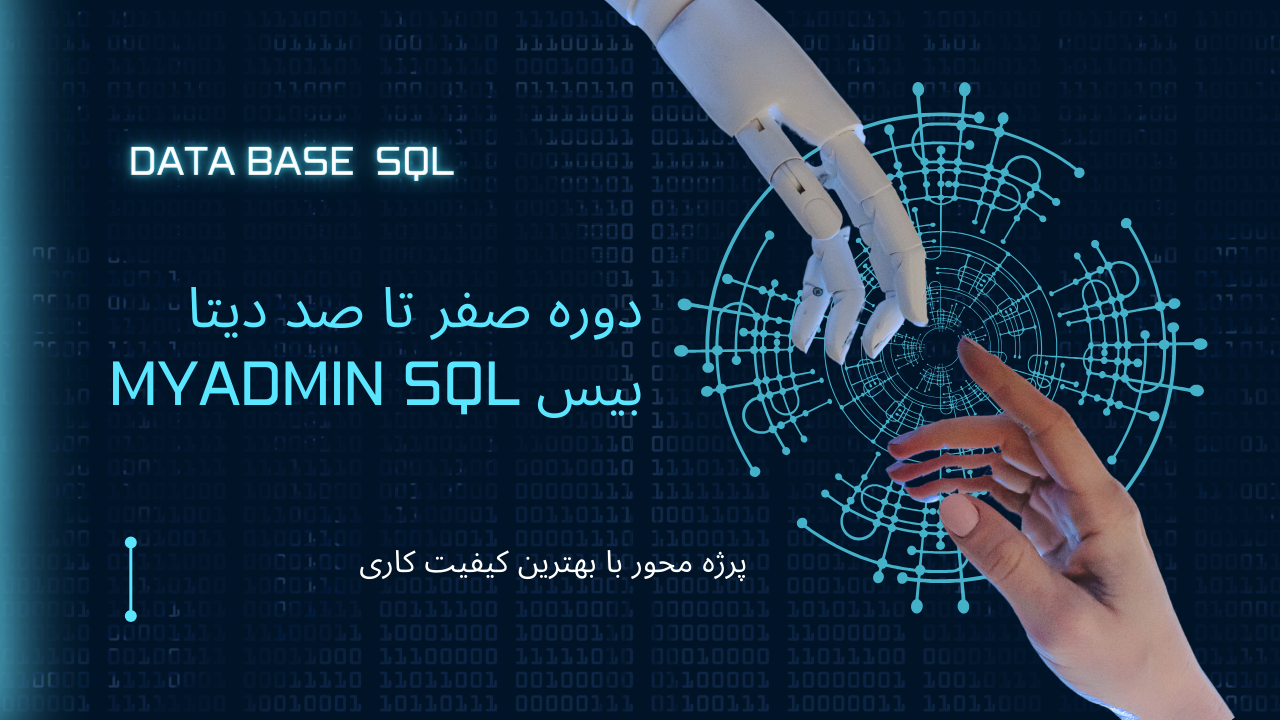 DATA BASE SQL
دوره صفر تا صد دیتا
بیس MYADMIN SQL
پرژه محور با بهترین کیفیت کاری